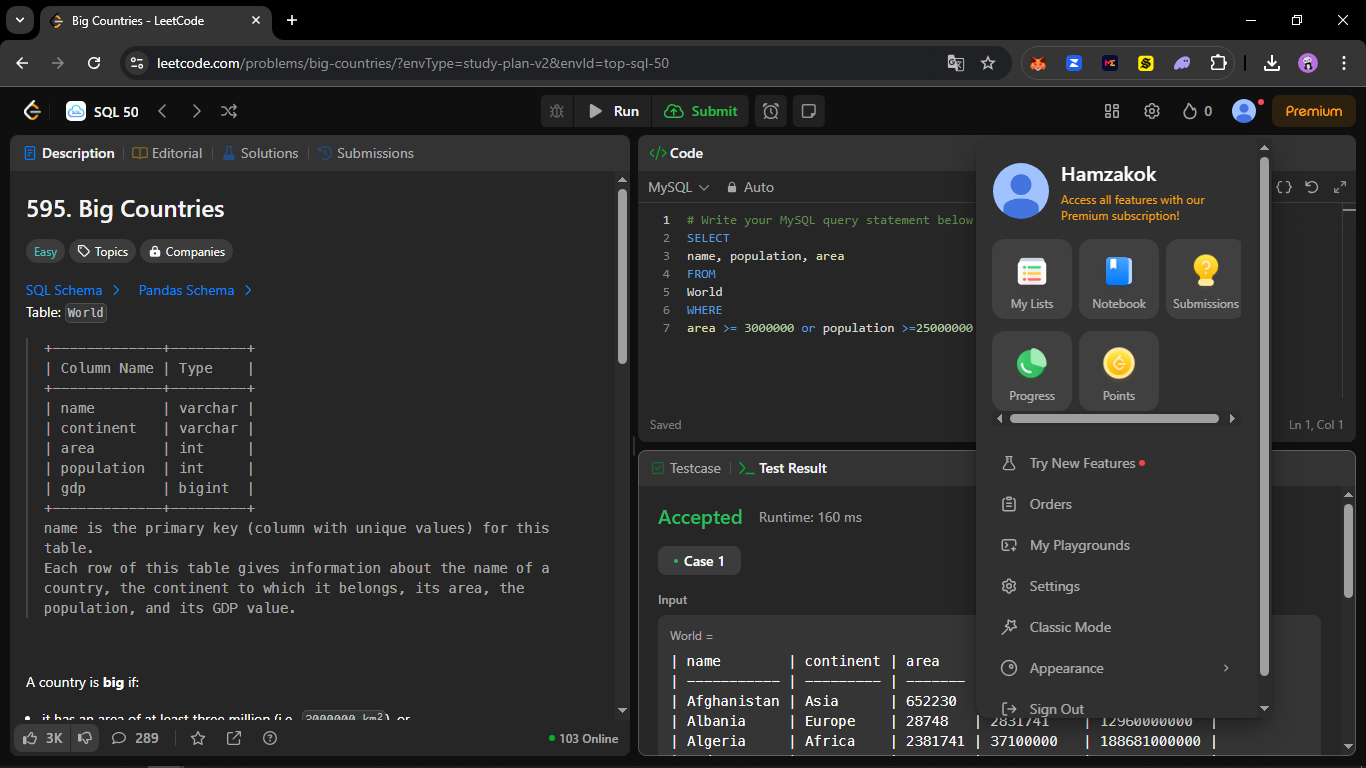 Big Countries - LeetCode
leetcode.com/problems/big-countries/?envType=study-plan-v2&envId=top-sql-50
SQL 50
Run
Submit
0
Premium
Description
Editorial
Solutions
Submissions
595. Big Countries
Easy
Topics
Companies
SQL Schema
Pandas Schema
Table: World
+-------------+---------+
| Column Name | Type    |
+-------------+---------+
| name        | varchar |
| continent   | varchar |
| area        | int     |
| population  | int     |
| gdp         | bigint  |
+-------------+---------+
name is the primary key (column with unique values) for this
table.
Each row of this table gives information about the name of a
country, the continent to which it belongs, its area, the
population, and its GDP value.
A country is big if:
• it has an area of at least three million (i.e., 3000000 km²), or
3K
289
103 Online
Code
MySQL
Auto
1 # Write your MySQL query statement below
2 SELECT
3 name, population, area
4 FROM
5 World
6 WHERE
7 area >= 3000000 or population >=25000000
Saved
Ln 1, Col 1
Testcase
Test Result
Accepted
Runtime: 160 ms
Case 1
Input
World =
| name        | continent | area
| ----------- | --------- | -------
| Afghanistan | Asia      | 652230
| Albania     | Europe    | 28748   | 2831741    | 12960000000  |
| Algeria     | Africa    | 2381741 | 37100000   | 188681000000 |
Hamzakok
Access all features with our
Premium subscription!
My Lists
Notebook
Submissions
Progress
Points
Try New Features
Orders
My Playgrounds
Settings
Classic Mode
Appearance
Sign Out